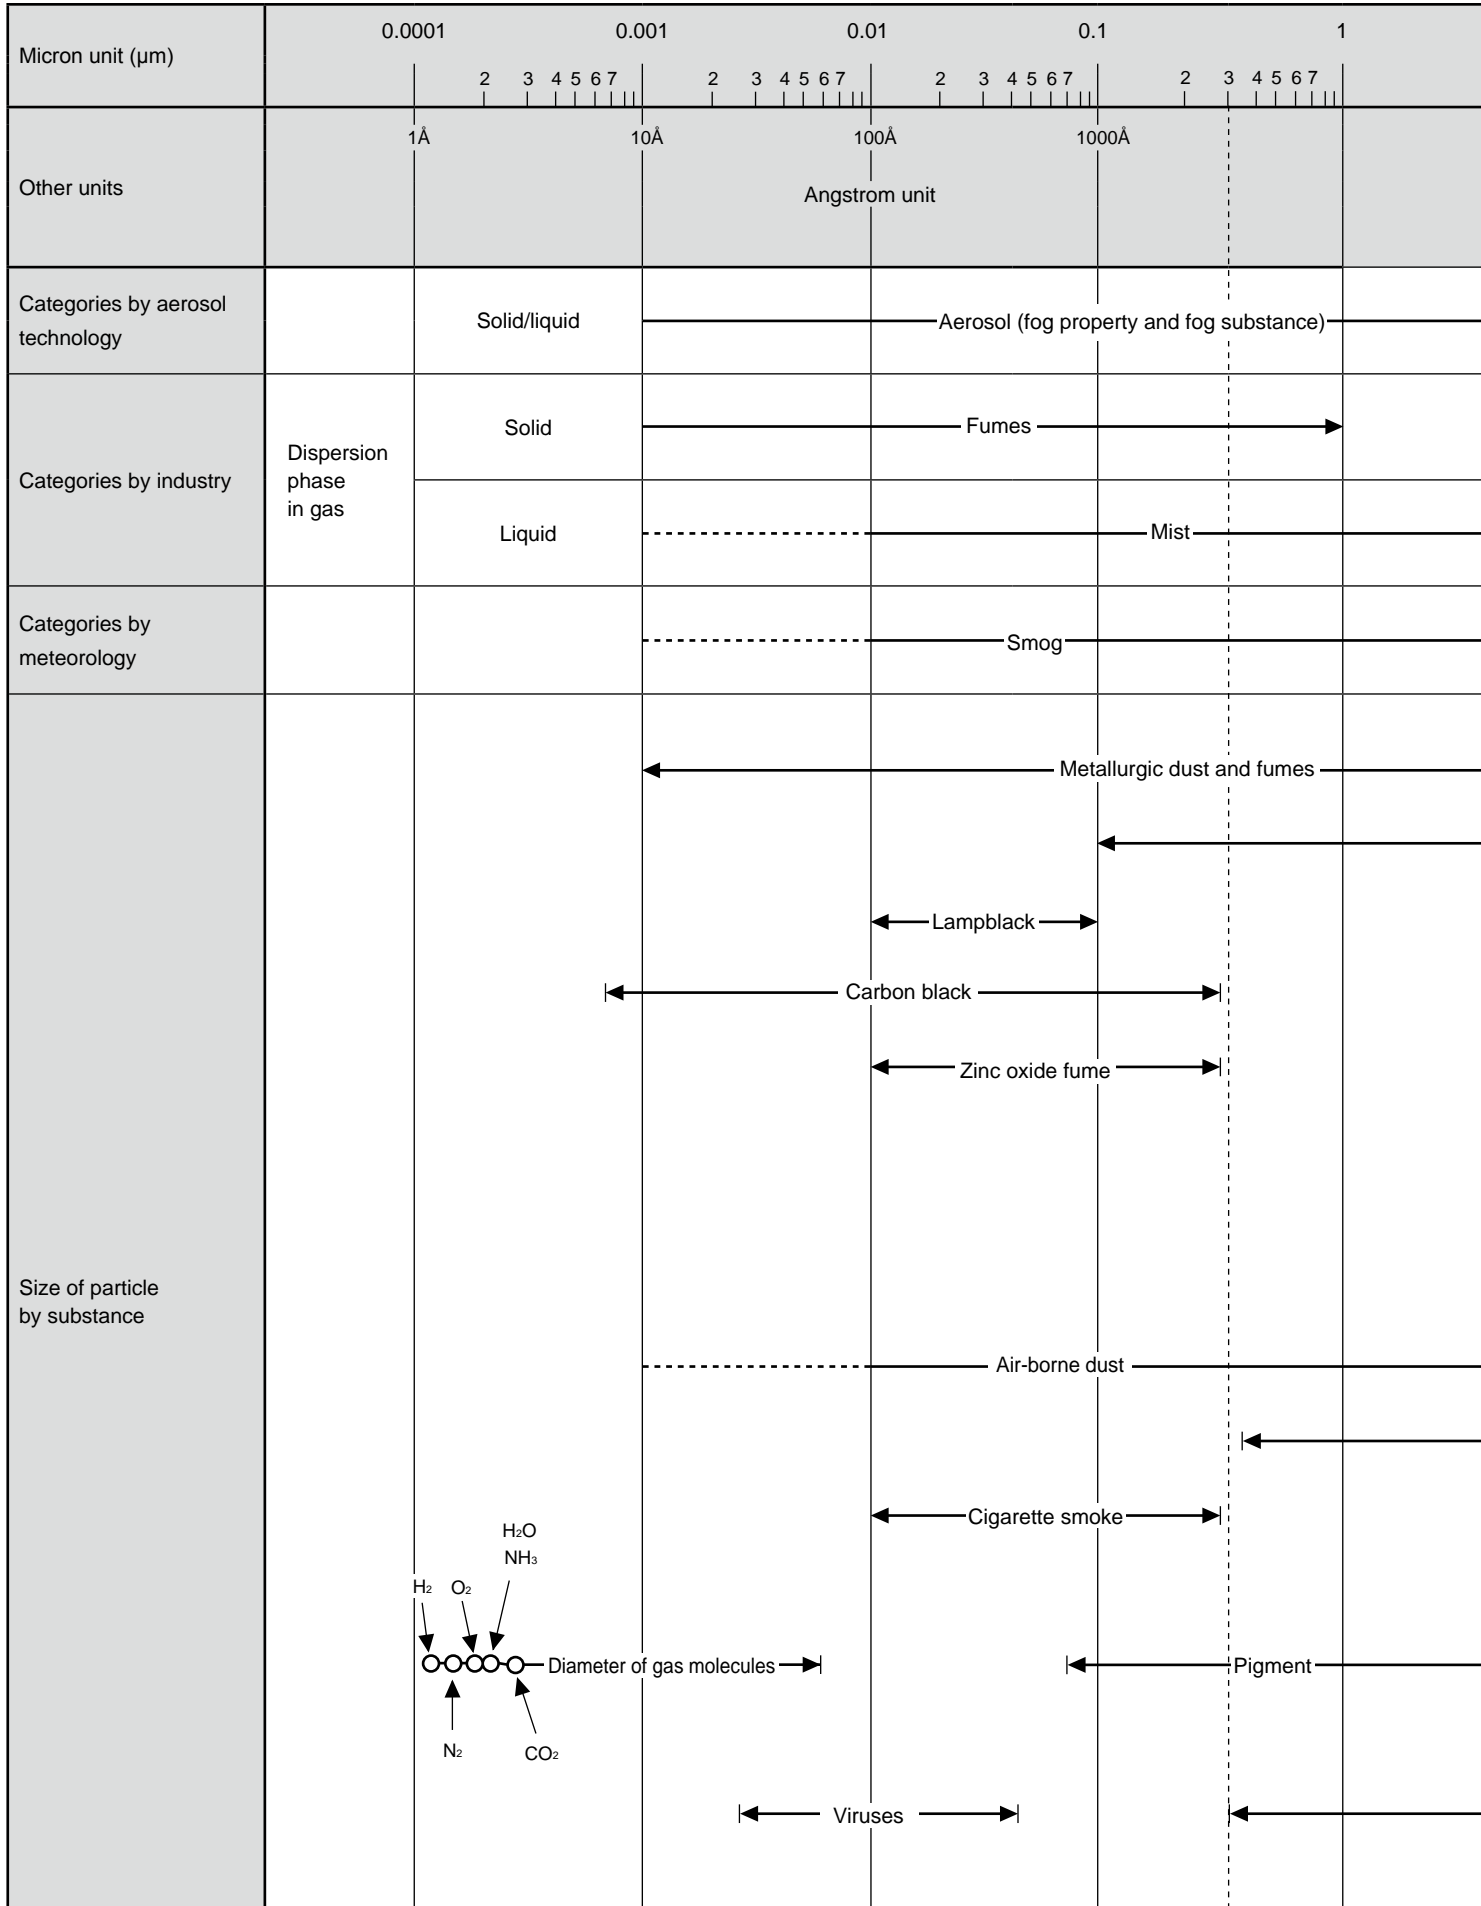 Micron unit (µm)
0.0001 0.001 0.01 0.1 1
2 3 4 5 6 7 2 3 4 5 6 7 2 3 4 5 6 7 2 3 4 5 6 7
Other units
1Å 10Å 100Å 1000Å
Angstrom unit
Categories by aerosol
technology
Solid/liquid
Aerosol (fog property and fog substance)
Categories by industry
Dispersion
phase
in gas
Solid
Fumes
Liquid
Mist
Categories by
meteorology
Smog
Size of particle
by substance
Metallurgic dust and fumes
Lampblack
Carbon black
Zinc oxide fume
Air-borne dust
Cigarette smoke
H2O
NH3
H2 O2
Diameter of gas molecules
Pigment
N2 CO2
Viruses